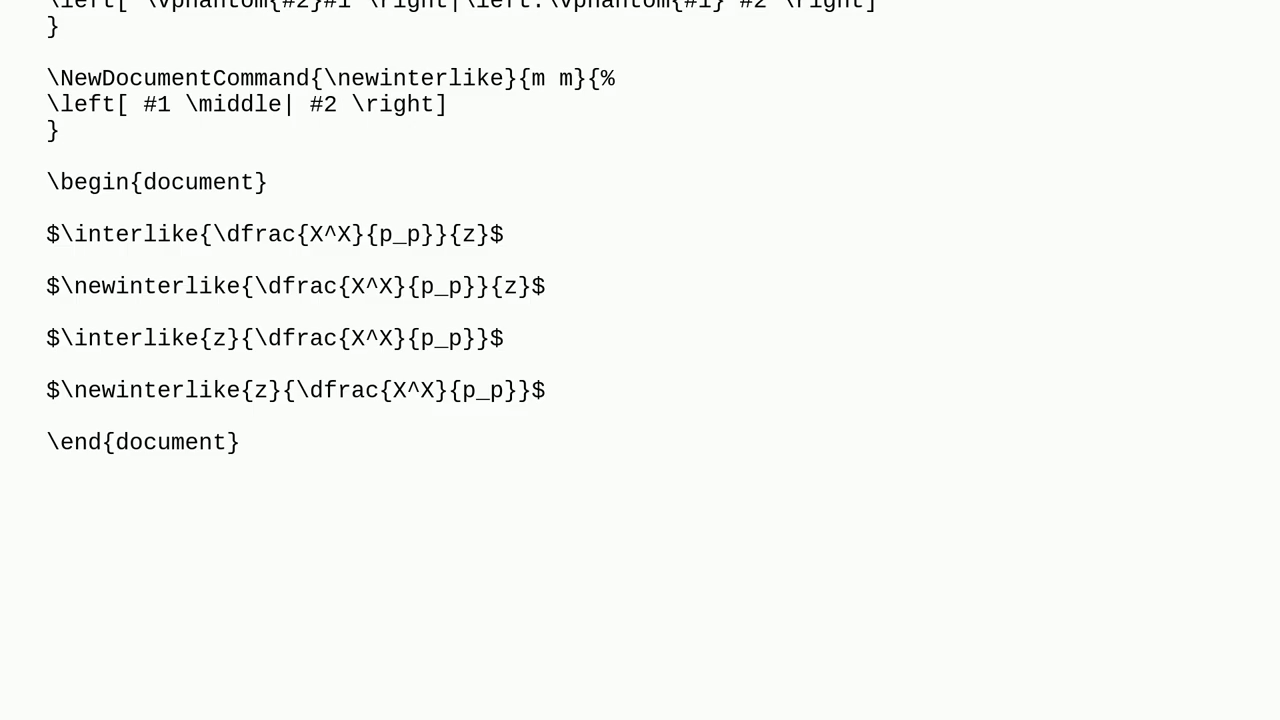 \left[ \vphantom{#2}#1 \right|\left.\vphantom{#1} #2 \right]
}
\NewDocumentCommand{\newinterlike}{m m}{%
\left[ #1 \middle| #2 \right]
}
\begin{document}
$\interlike{\dfrac{X^X}{p_p}}{z}$
$\newinterlike{\dfrac{X^X}{p_p}}{z}$
$\interlike{z}{\dfrac{X^X}{p_p}}$
$\newinterlike{z}{\dfrac{X^X}{p_p}}$
\end{document}